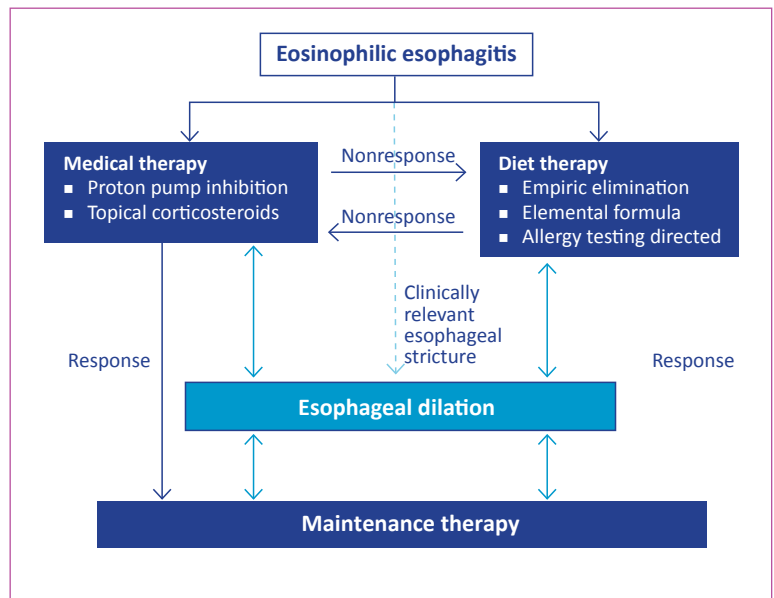 Eosinophilic esophagitis
Medical therapy
■ Proton pump inhibition
■ Topical corticosteroids
Nonresponse
Nonresponse
Diet therapy
■ Empiric elimination
■ Elemental formula
■ Allergy testing directed
Clinically
relevant
esophageal
stricture
Response
Response
Esophageal dilation
Maintenance therapy